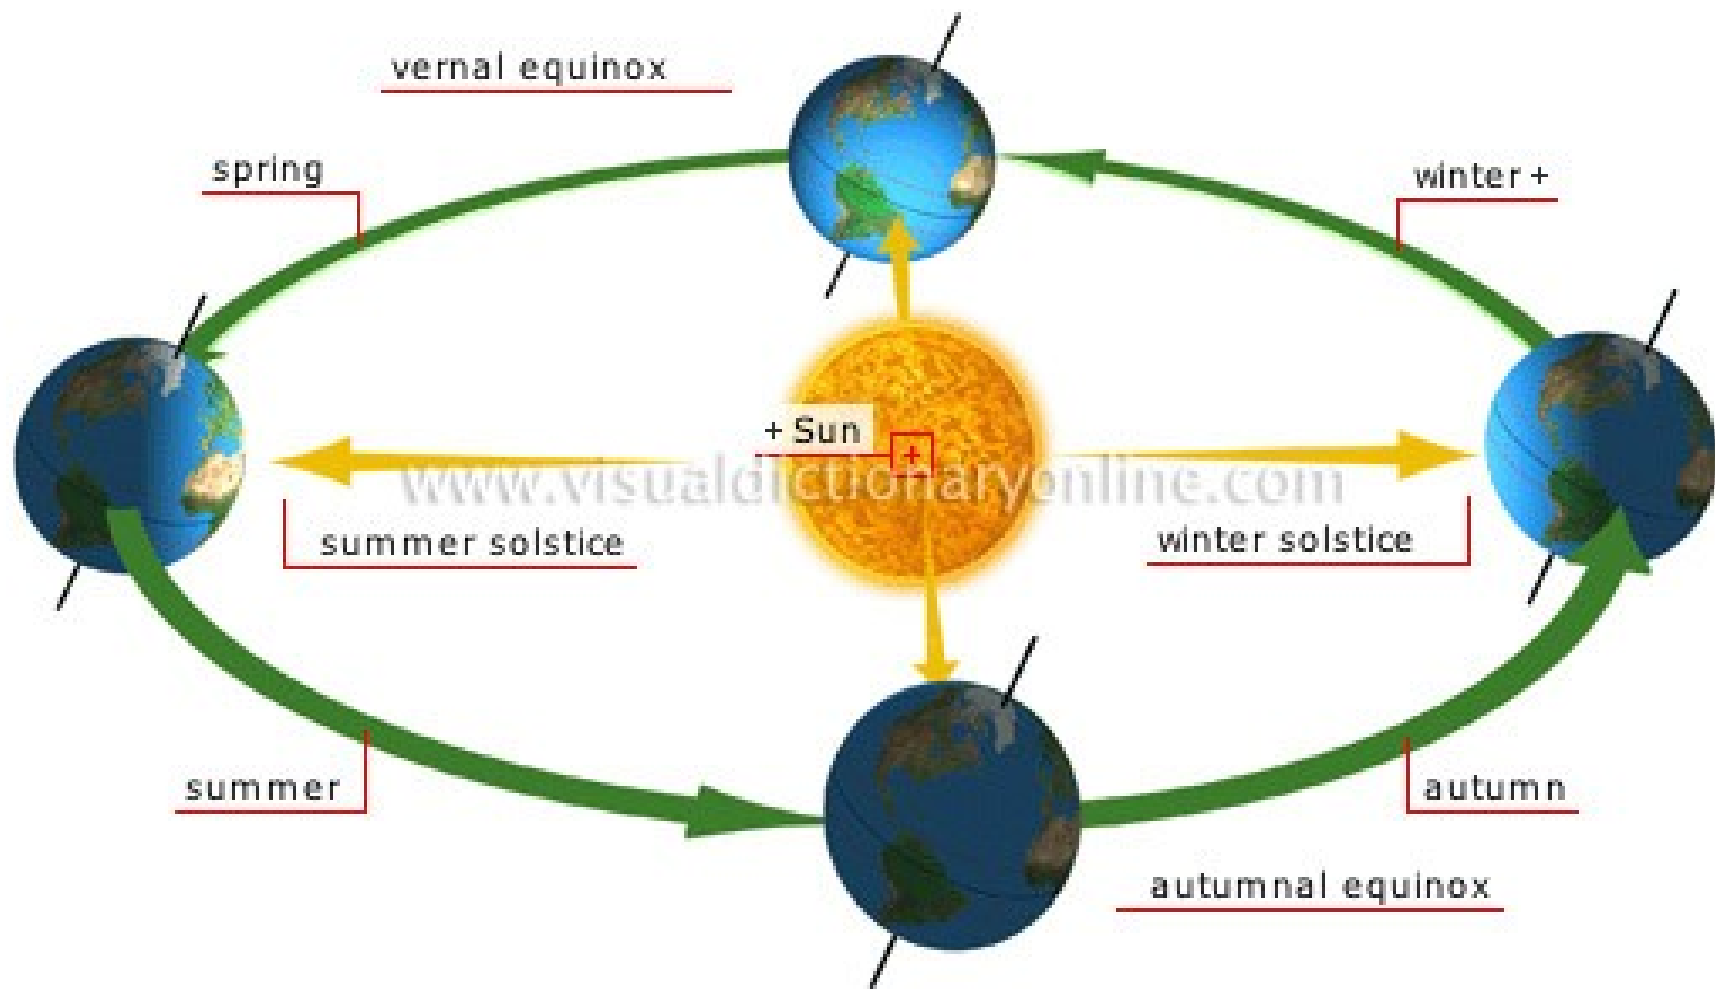 vernal equinox
spring
winter +
+ Sun
www.visualdictionaryonline.com
summer solstice
winter solstice
summer
autumn
autumnal equinox